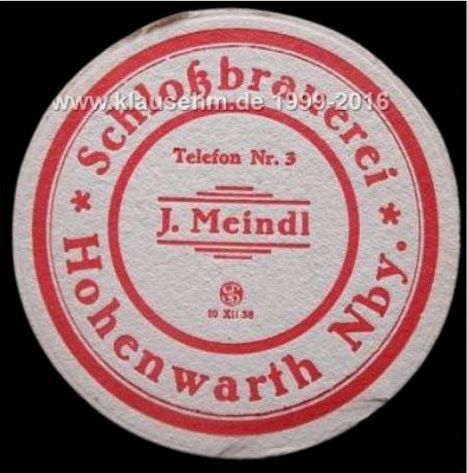 www.klausehm.de 1999-2016
* Schloßbrauerei *
Telefon Nr. 3
J. Meindl
10 XII 38
Hohenwarth Nby.